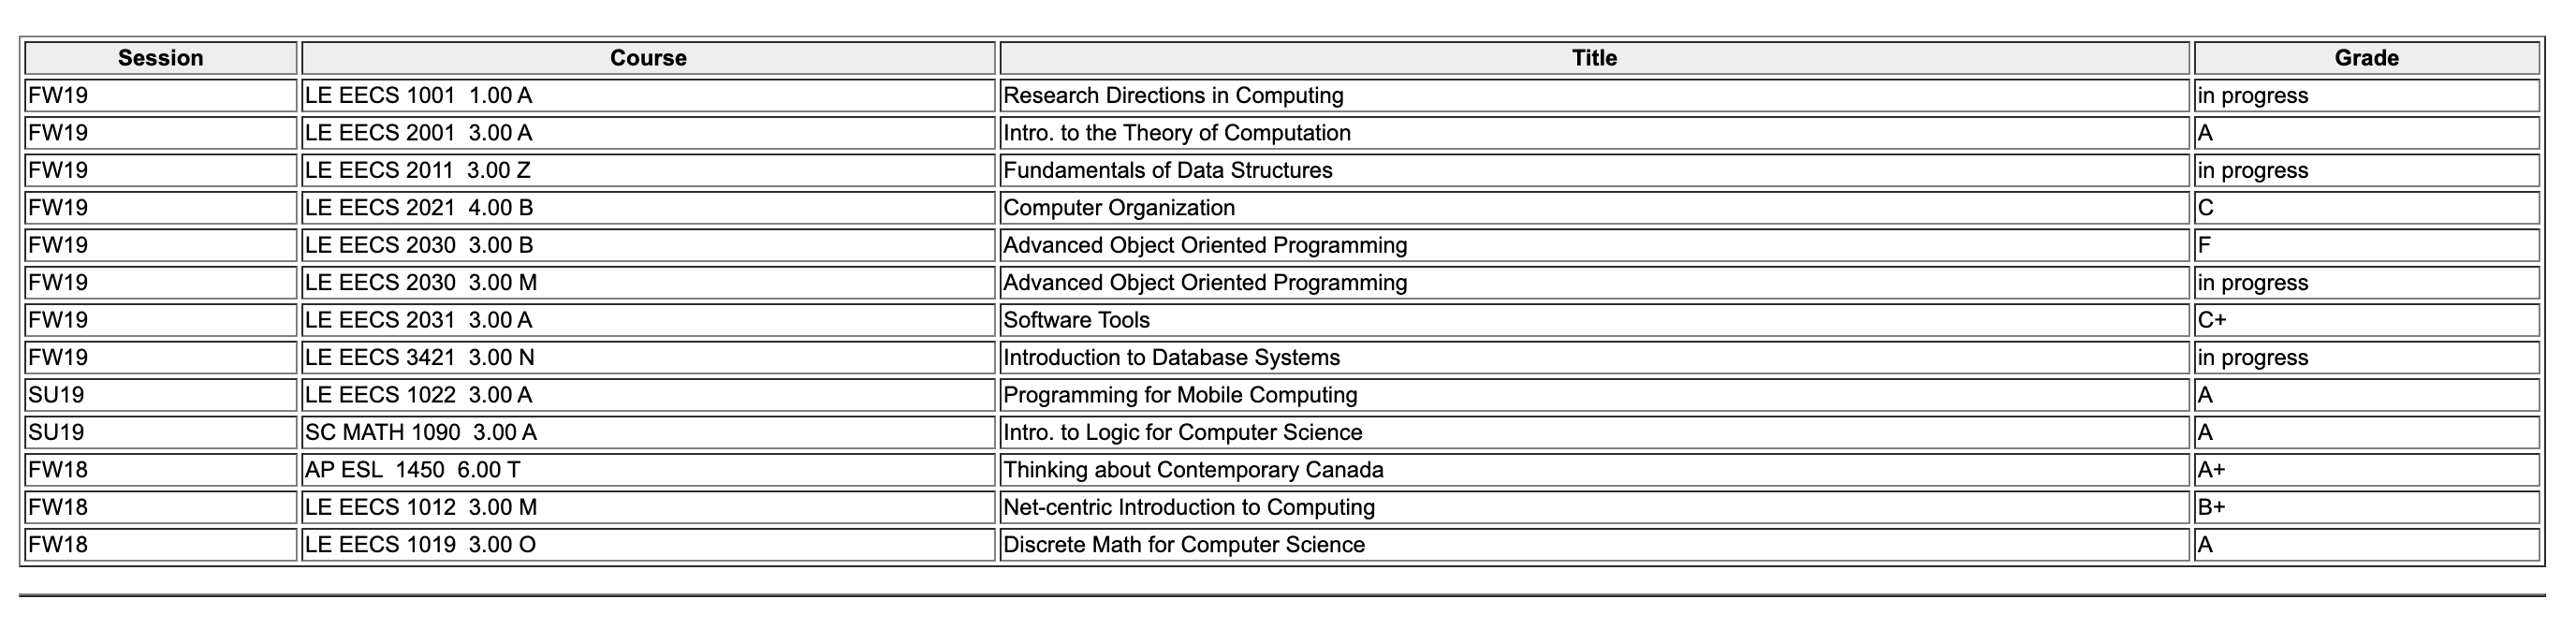 Session Course Title Grade
FW19 LE EECS 1001 1.00 A Research Directions in Computing in progress
FW19 LE EECS 2001 3.00 A Intro. to the Theory of Computation A
FW19 LE EECS 2011 3.00 Z Fundamentals of Data Structures in progress
FW19 LE EECS 2021 4.00 B Computer Organization C
FW19 LE EECS 2030 3.00 B Advanced Object Oriented Programming F
FW19 LE EECS 2030 3.00 M Advanced Object Oriented Programming in progress
FW19 LE EECS 2031 3.00 A Software Tools C+
FW19 LE EECS 3421 3.00 N Introduction to Database Systems in progress
SU19 LE EECS 1022 3.00 A Programming for Mobile Computing A
SU19 SC MATH 1090 3.00 A Intro. to Logic for Computer Science A
FW18 AP ESL 1450 6.00 T Thinking about Contemporary Canada A+
FW18 LE EECS 1012 3.00 M Net-centric Introduction to Computing B+
FW18 LE EECS 1019 3.00 O Discrete Math for Computer Science A